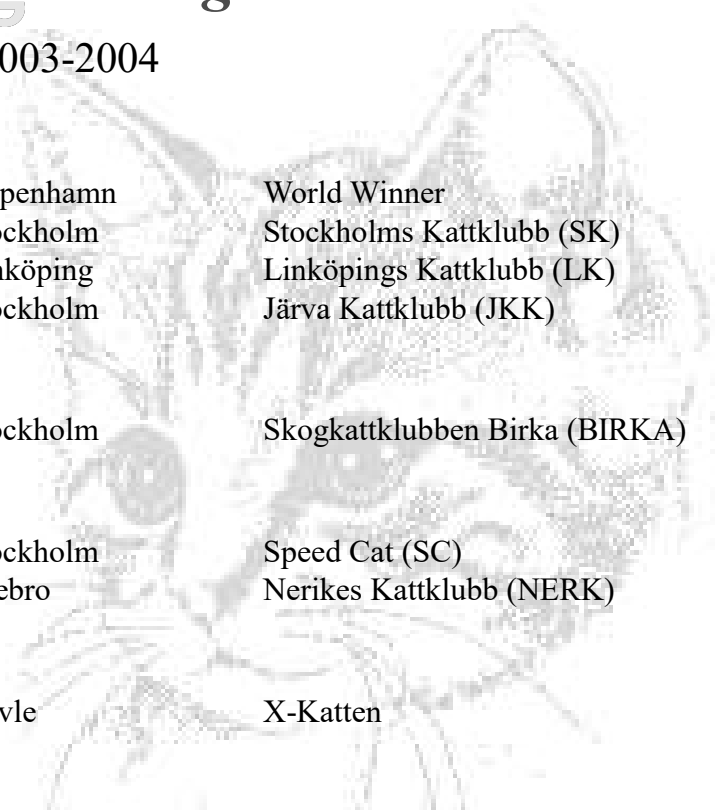 003-2004
penhamn World Winner
ockholm Stockholms Kattklubb (SK)
nköping Linköpings Kattklubb (LK)
ockholm Järva Kattklubb (JKK)
ockholm Skogkattklubben Birka (BIRKA)
ockholm Speed Cat (SC)
ebro Nerikes Kattklubb (NERK)
vle X-Katten